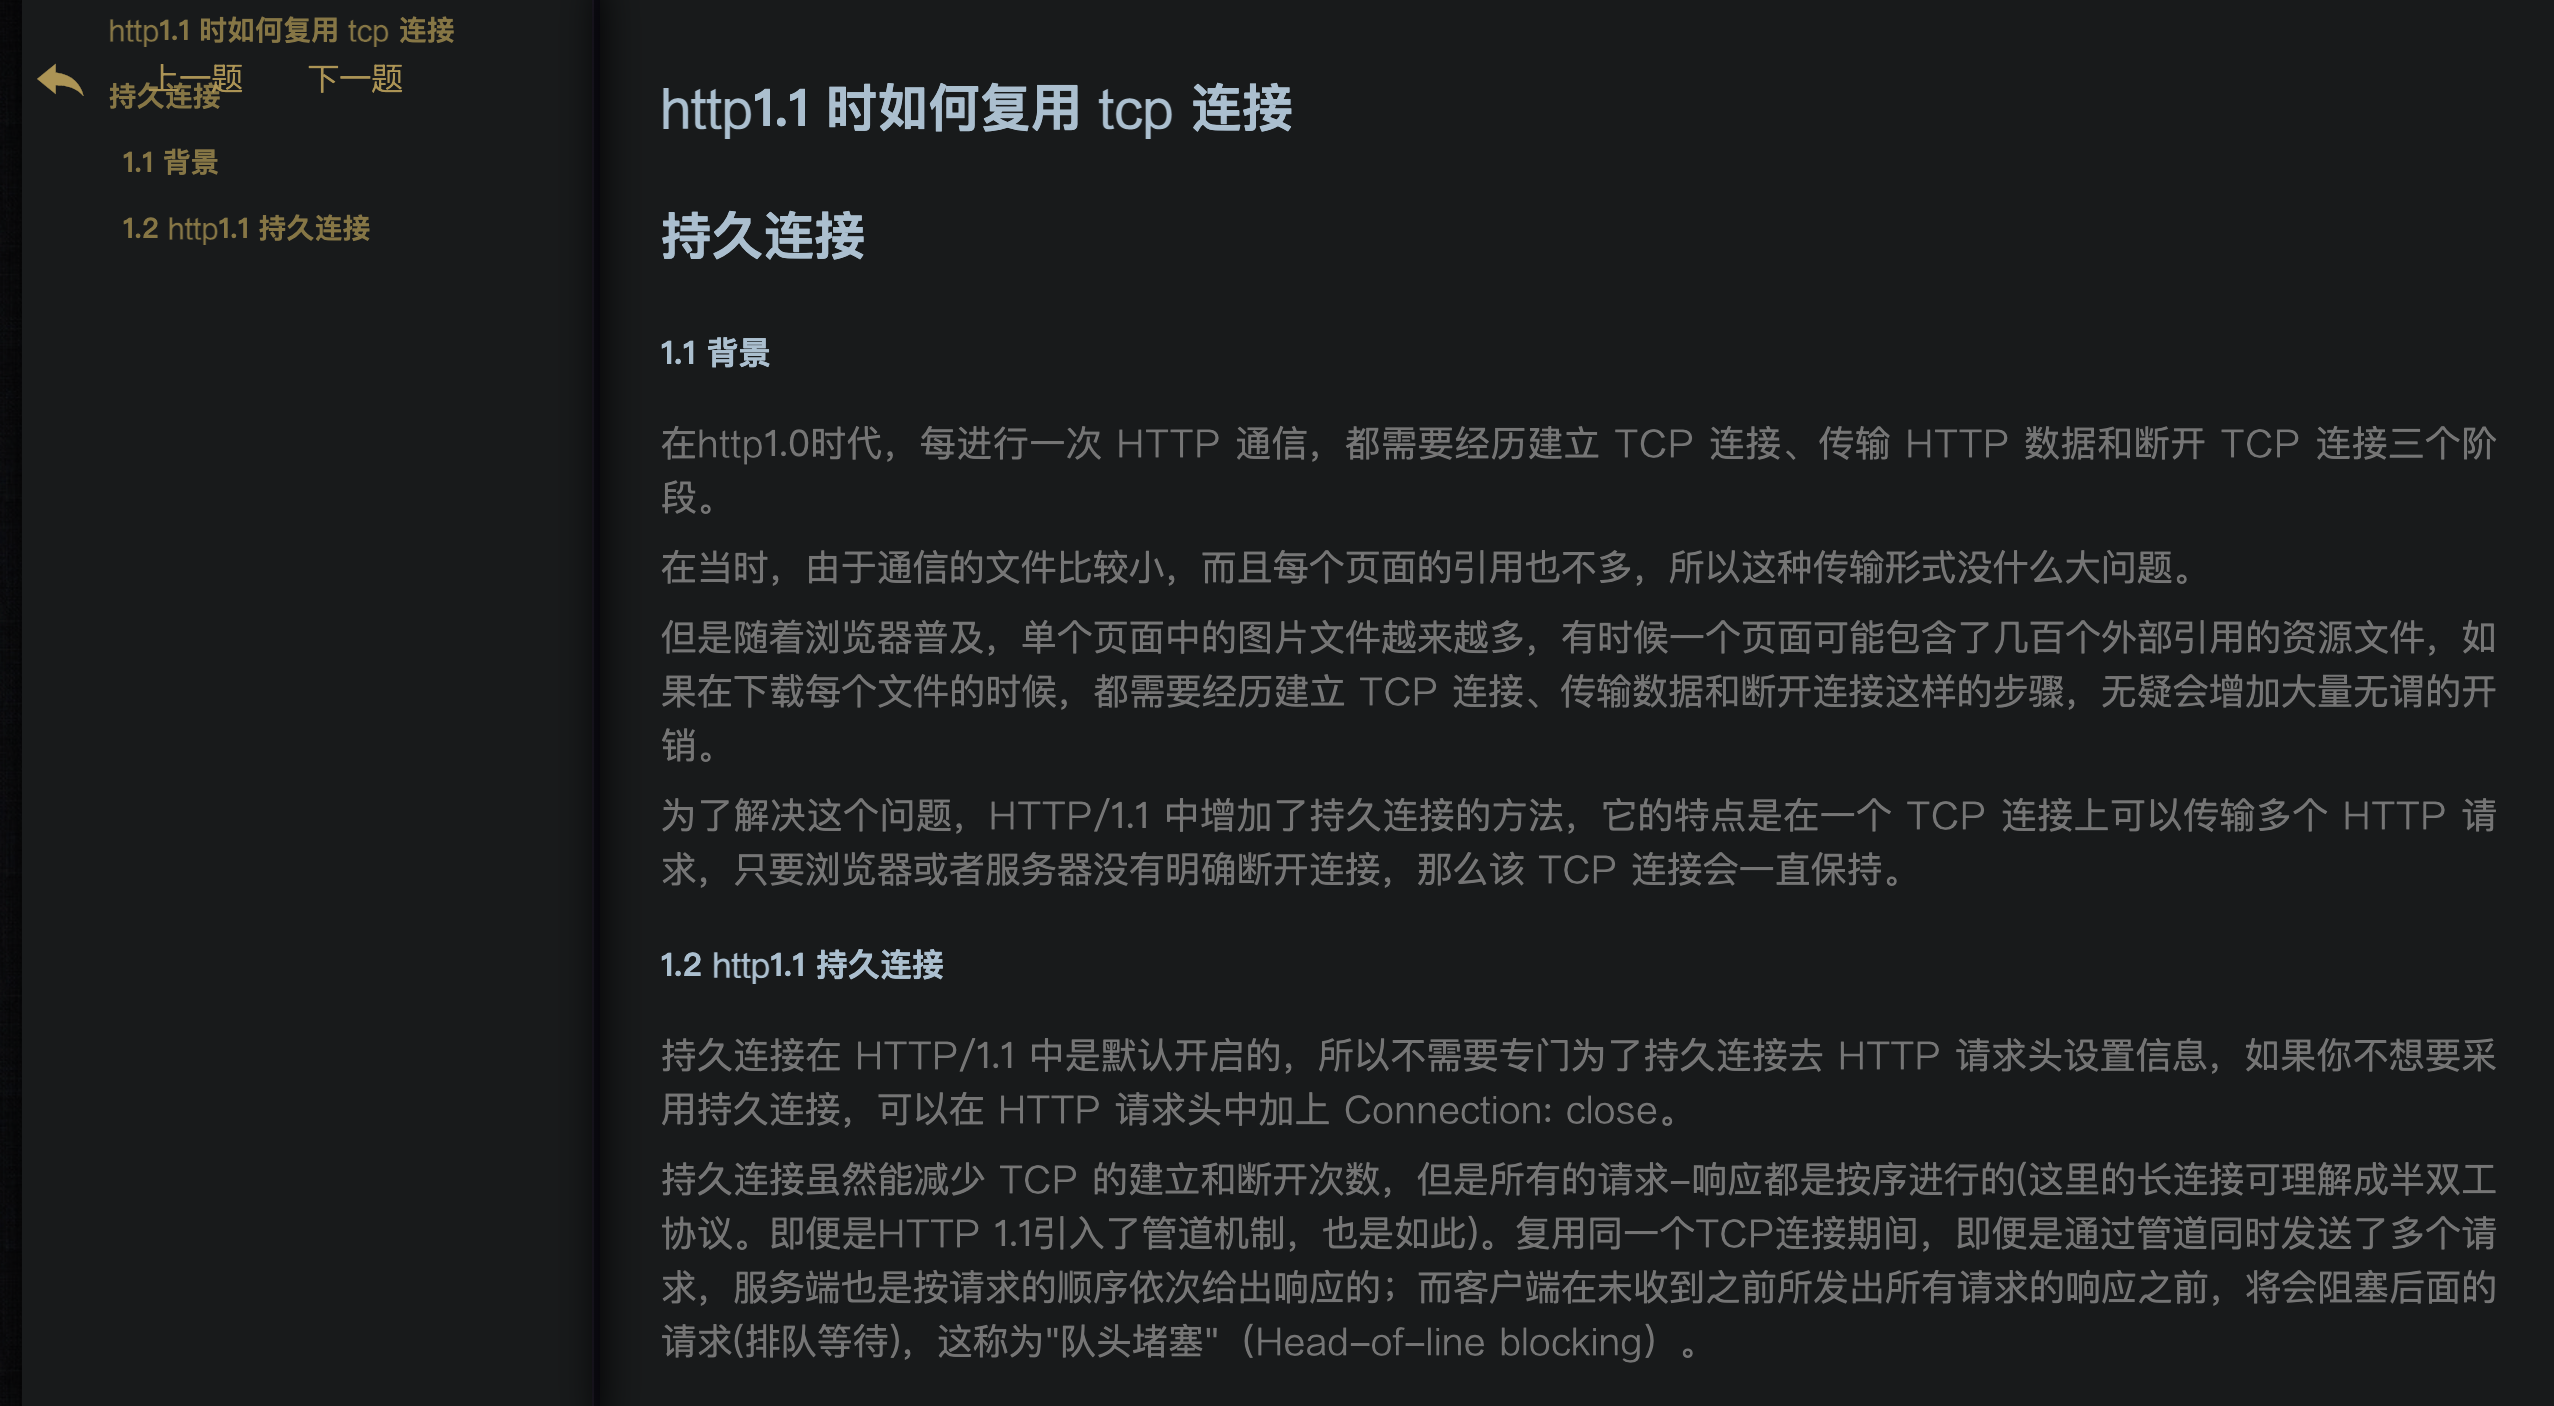 http1.1 时如何复用 tcp 连接
上一题 下一题
持久连接
1.1 背景
1.2 http1.1 持久连接
http1.1 时如何复用 tcp 连接
持久连接
1.1 背景
在http1.0时代，每进行一次 HTTP 通信，都需要经历建立 TCP 连接、传输 HTTP 数据和断开 TCP 连接三个阶
段。
在当时，由于通信的文件比较小，而且每个页面的引用也不多，所以这种传输形式没什么大问题。
但是随着浏览器普及，单个页面中的图片文件越来越多，有时候一个页面可能包含了几百个外部引用的资源文件，如
果在下载每个文件的时候，都需要经历建立 TCP 连接、传输数据和断开连接这样的步骤，无疑会增加大量无谓的开
销。
为了解决这个问题，HTTP/1.1 中增加了持久连接的方法，它的特点是在一个 TCP 连接上可以传输多个 HTTP 请
求，只要浏览器或者服务器没有明确断开连接，那么该 TCP 连接会一直保持。
1.2 http1.1 持久连接
持久连接在 HTTP/1.1 中是默认开启的，所以不需要专门为了持久连接去 HTTP 请求头设置信息，如果你不想要采
用持久连接，可以在 HTTP 请求头中加上 Connection: close。
持久连接虽然能减少 TCP 的建立和断开次数，但是所有的请求-响应都是按序进行的(这里的长连接可理解成半双工
协议。即便是HTTP 1.1引入了管道机制，也是如此)。复用同一个TCP连接期间，即便是通过管道同时发送了多个请
求，服务端也是按请求的顺序依次给出响应的；而客户端在未收到之前所发出所有请求的响应之前，将会阻塞后面的
请求(排队等待)，这称为"队头堵塞"（Head-of-line blocking）。